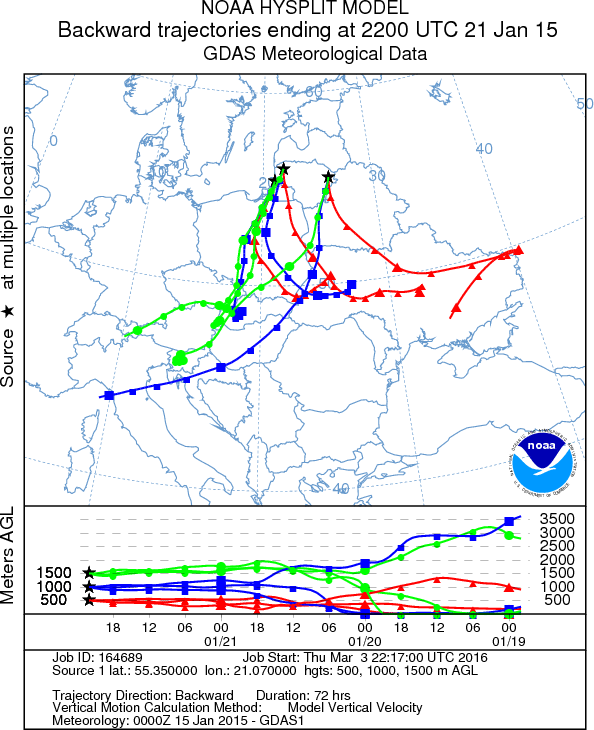 NOAA HYSPLIT MODEL
Backward trajectories ending at 2200 UTC 21 Jan 15
GDAS Meteorological Data
Source ★ at multiple locations
60
50
0
40
30
40
noaa
Meters AGL
3500
3000
2500
2000
1500 1500
1000 1000
500 500
18 12 06 00 18 12 06 00 18 12 06 00
01/21 01/20 01/19
Job ID: 164689 Job Start: Thu Mar 3 22:17:00 UTC 2016
Source 1 lat.: 55.350000 lon.: 21.070000 hgts: 500, 1000, 1500 m AGL
Trajectory Direction: Backward Duration: 72 hrs
Vertical Motion Calculation Method: Model Vertical Velocity
Meteorology: 0000Z 15 Jan 2015 - GDAS1